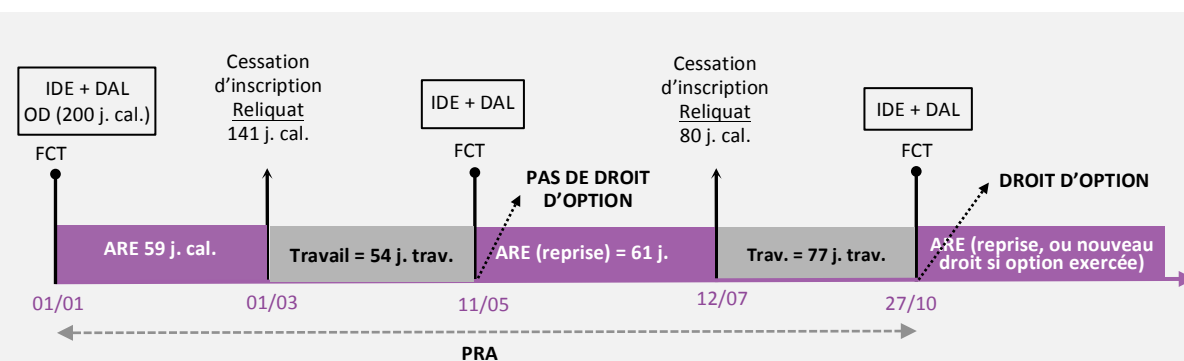 IDE + DAL
OD (200 j. cal.)
FCT
Cessation
d’inscription
Reliquat
141 j. cal.
IDE + DAL
FCT
PAS DE DROIT
D’OPTION
Cessation
d’inscription
Reliquat
80 j. cal.
IDE + DAL
FCT
DROIT D’OPTION
ARE 59 j. cal.
Travail = 54 j. trav.
ARE (reprise) = 61 j.
Trav. = 77 j. trav.
ARE (reprise, ou nouveau
droit si option exercée)
01/01
01/03
11/05
12/07
27/10
PRA